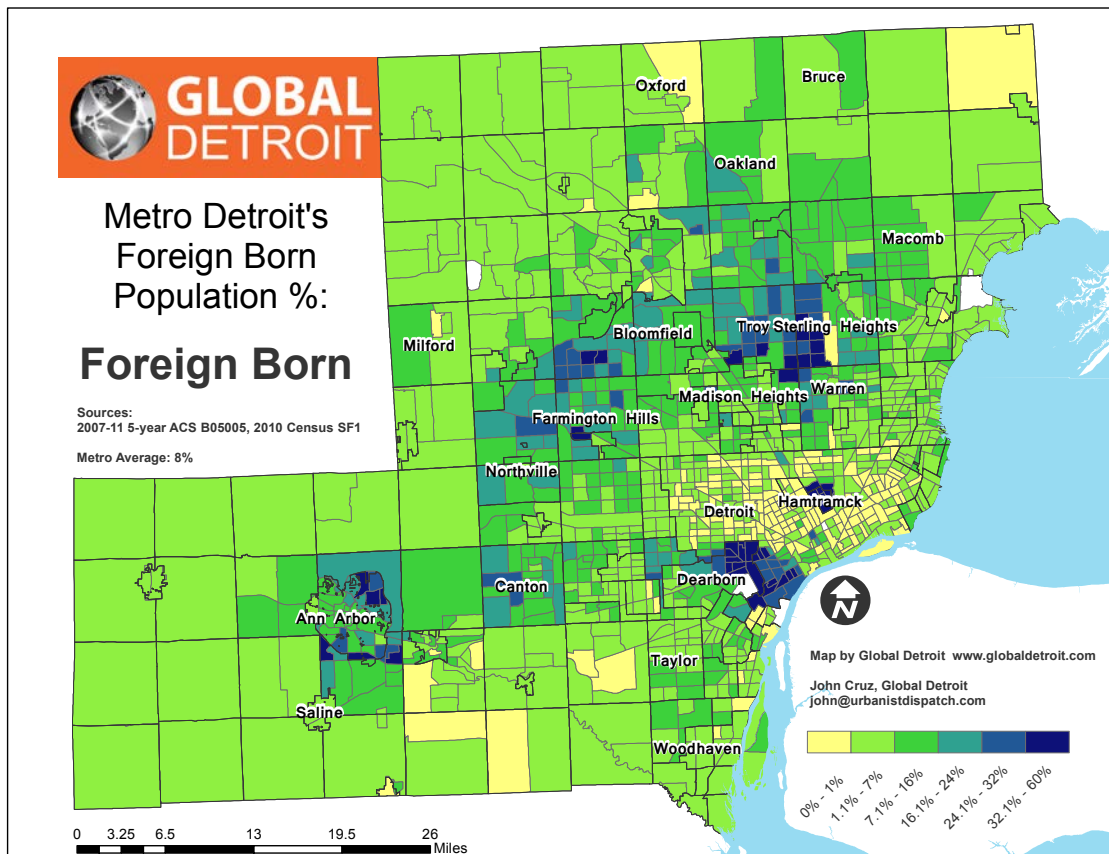 GLOBAL
DETROIT
Metro Detroit's
Foreign Born
Population %:
Foreign Born
Sources:
2007-11 5-year ACS B05005, 2010 Census SF1
Metro Average: 8%
Oxford
Bruce
Oakland
Macomb
Milford
Bloomfield
Troy
Sterling Heights
Madison Heights
Warren
Farmington Hills
Northville
Detroit
Hamtramck
Dearborn
Canton
Ann Arbor
Taylor
Saline
Woodhaven
N
Map by Global Detroit www.globaldetroit.com
John Cruz, Global Detroit
john@urbanistdispatch.com
0% - 1%
1.1% - 7%
7.1% - 16%
16.1% - 24%
24.1% - 32%
32.1% - 60%
0 3.25 6.5 13 19.5 26
Miles